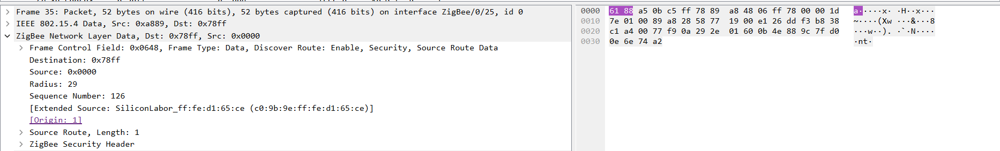 Frame 35: Packet, 52 bytes on wire (416 bits), 52 bytes captured (416 bits) on interface ZigBee/0/25, id 0
IEEE 802.15.4 Data, Src: 0xa889, Dst: 0x78ff
ZigBee Network Layer Data, Dst: 0x78ff, Src: 0x0000
Frame Control Field: 0x0648, Frame Type: Data, Discover Route: Enable, Security, Source Route Data
Destination: 0x78ff
Source: 0x0000
Radius: 29
Sequence Number: 126
[Extended Source: SiliconLabor_ff:fe:d1:65:ce (c0:9b:9e:ff:fe:d1:65:ce)]
[Origin: 1]
Source Route, Length: 1
ZigBee Security Header
0000 61 88 a5 0b c5 ff 78 89 a8 48 06 ff 78 00 00 1d a·····x· ·H··x···
0010 7e 01 00 89 a8 28 58 77 19 00 e1 26 dd f3 b8 38 ~····(Xw ···&···8
0020 c1 a4 00 77 f9 0a 29 2e 01 60 0b 4e 88 9c 7f d0 ···w··). ·`·N····
0030 0e 6e 74 a2 ·nt·